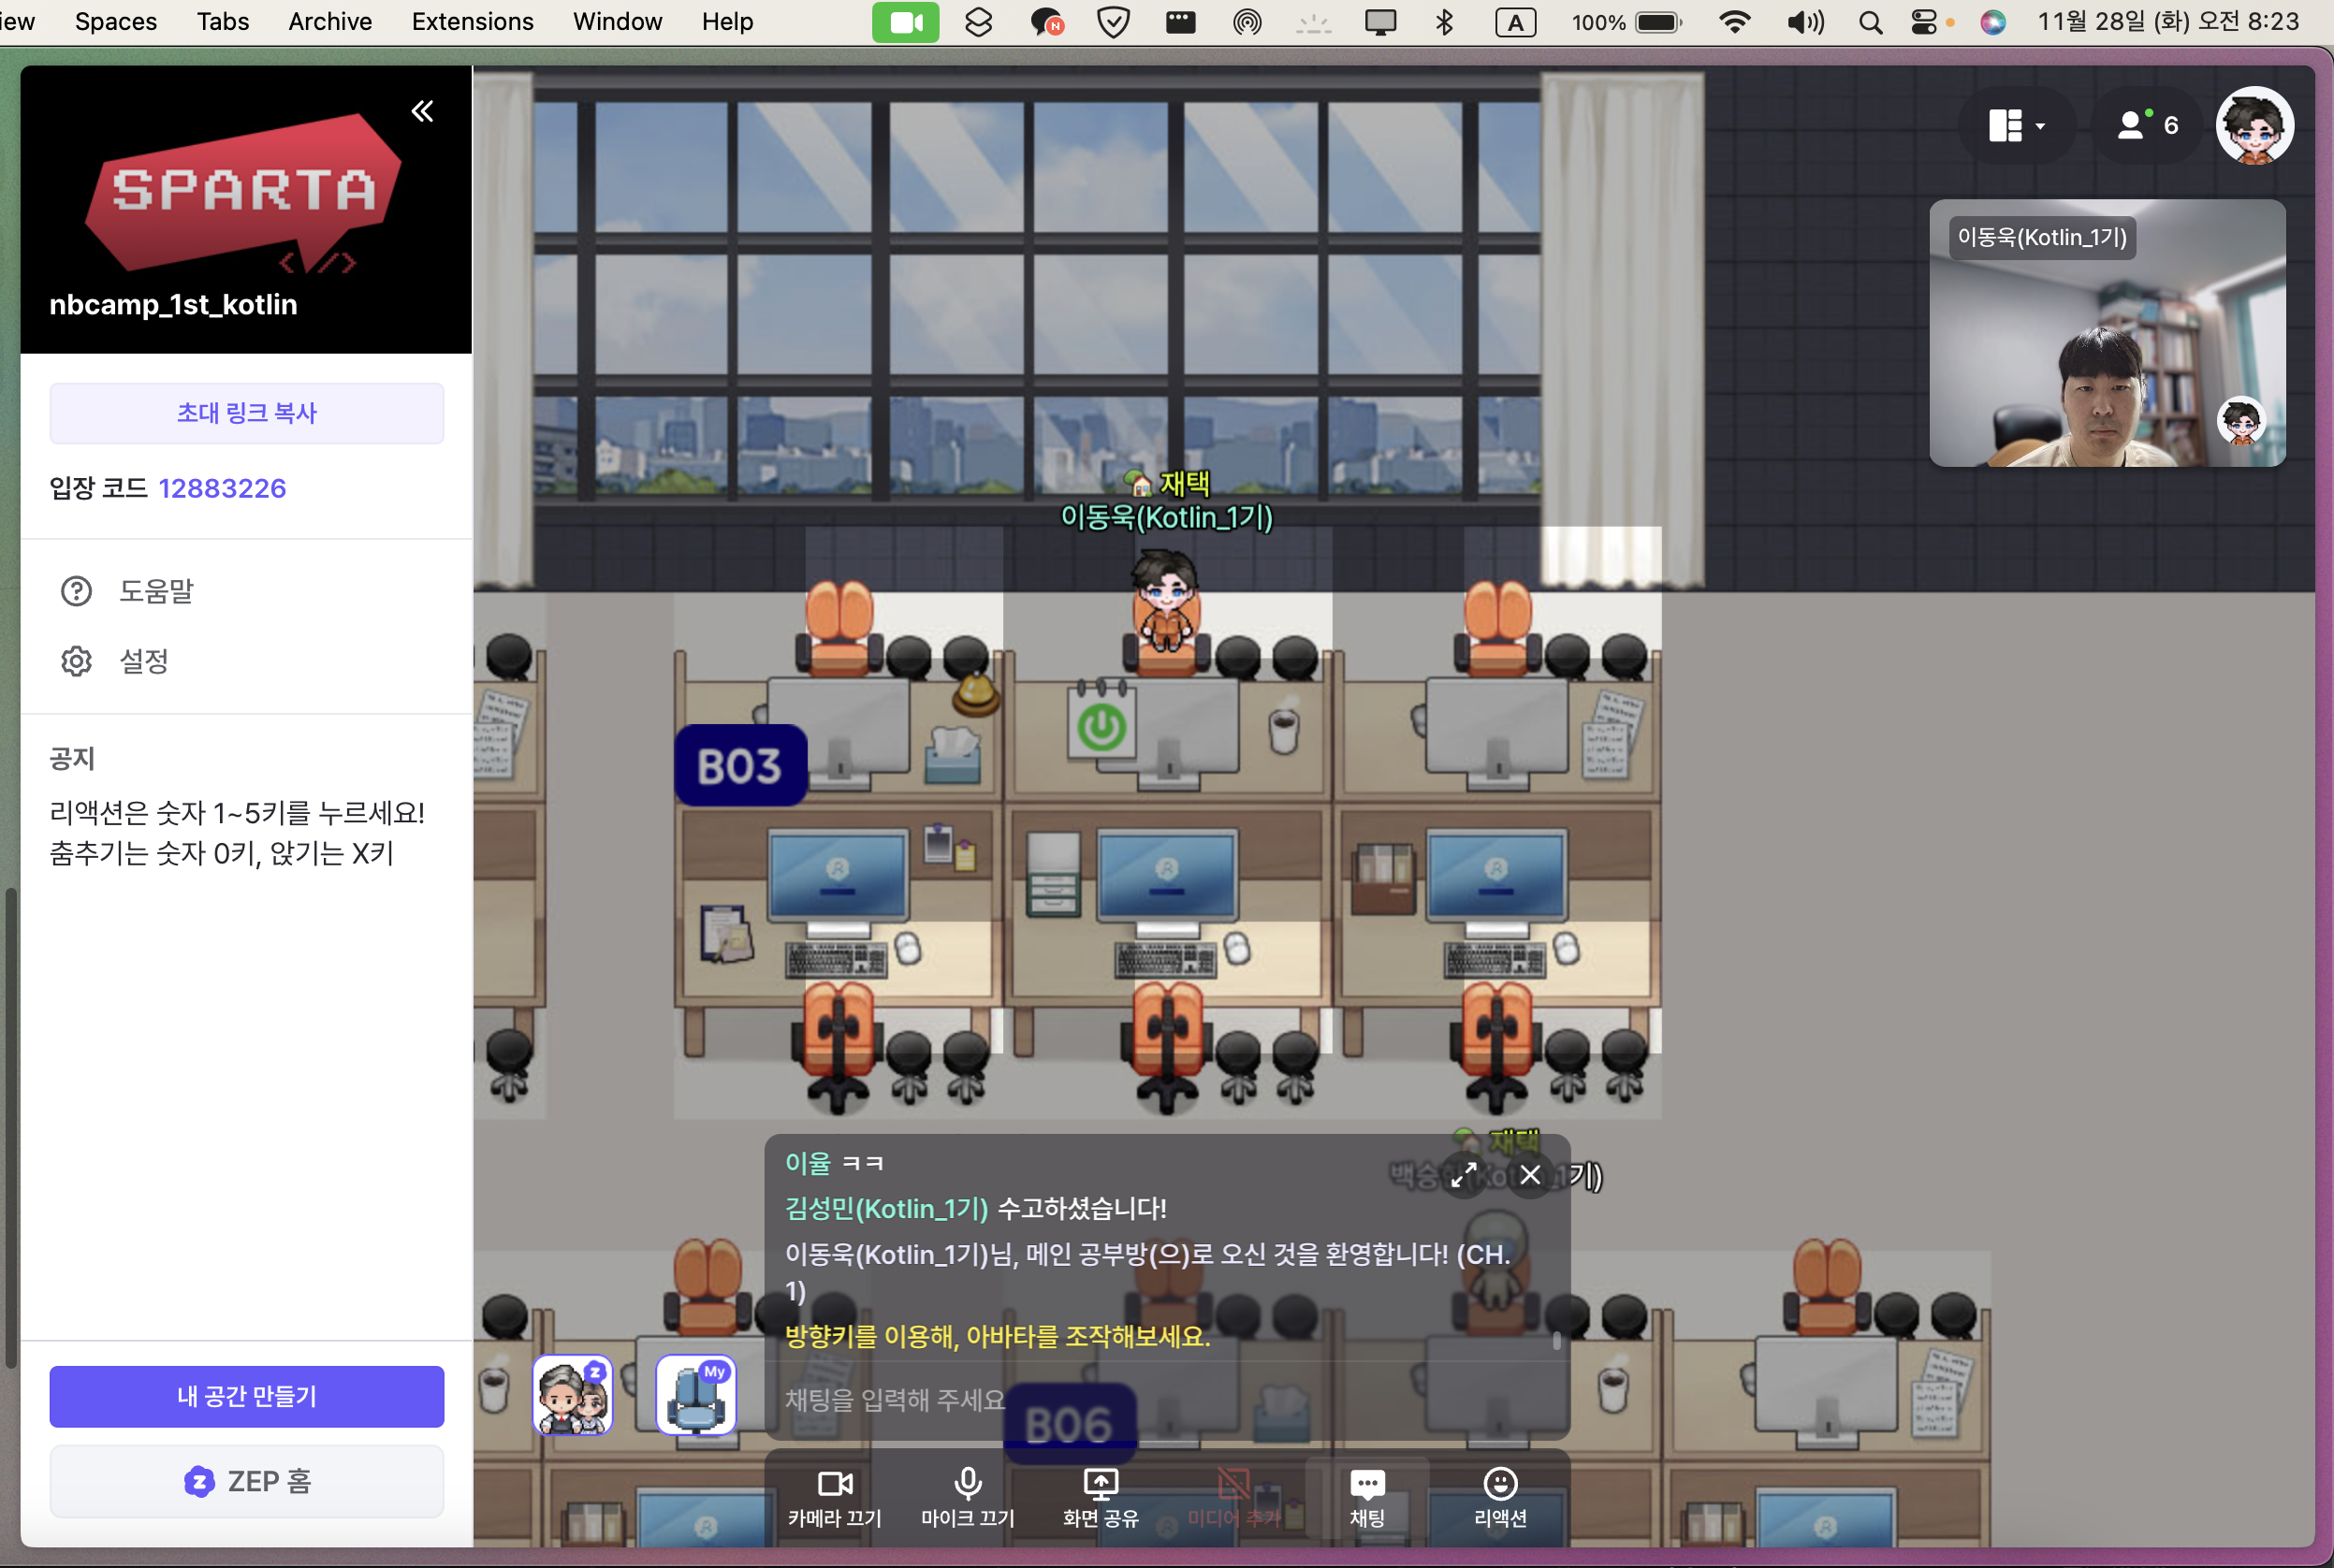 iew Spaces Tabs Archive Extensions Window Help A 100% 11월 28일 (화) 오전 8:23
SPARTA
</>
nbcamp_1st_kotlin
초대 링크 복사
입장 코드 12883226
도움말
설정
공지
리액션은 숫자 1~5키를 누르세요!
춤추기는 숫자 0키, 앉기는 X키
내 공간 만들기
ZEP 홈
6
이동욱(Kotlin_1기)
재택
이동욱(Kotlin_1기)
B03
재택
이율 ㅋㅋ
김성민(Kotlin_1기) 수고하셨습니다!
이동욱(Kotlin_1기)님, 메인 공부방(으)로 오신 것을 환영합니다! (CH.
1)
방향키를 이용해, 아바타를 조작해보세요.
My
채팅을 입력해 주세요
B06
카메라 끄기 마이크 끄기 화면 공유 미디어 추가 채팅 리액션